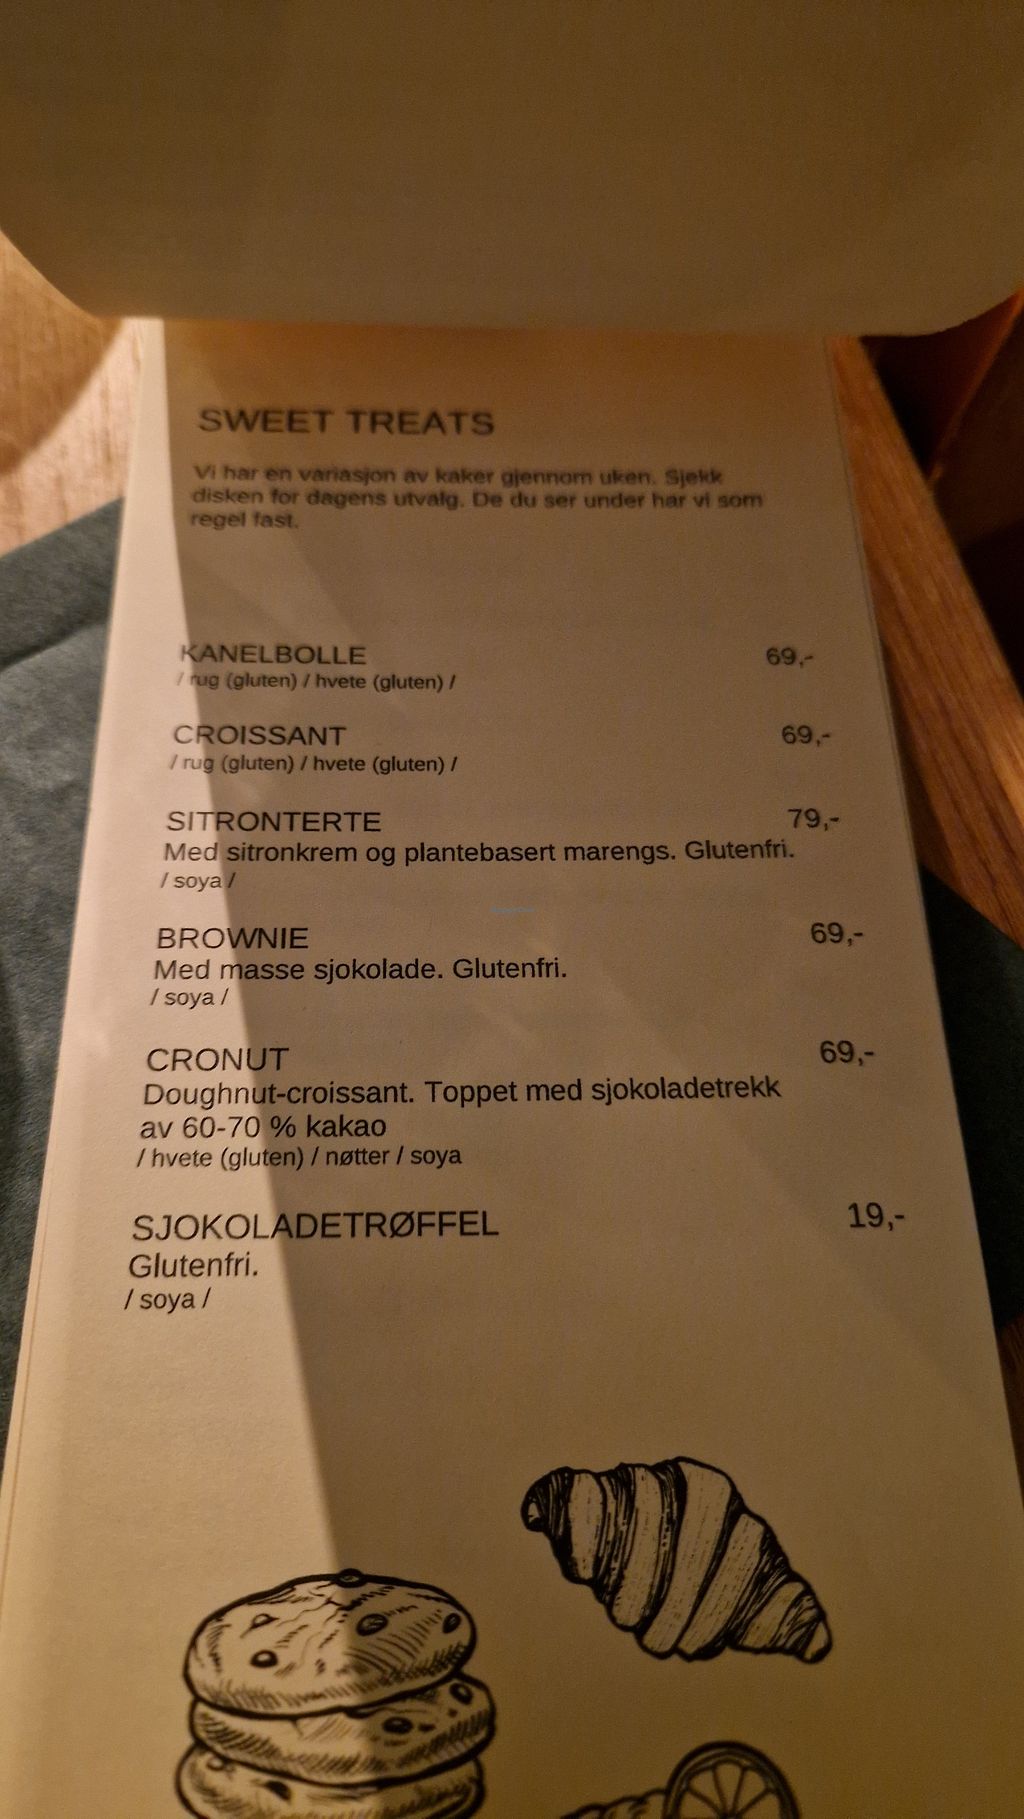 SWEET TREATS
Vi har en variasjon av kaker gjennom uken. Sjekk
disken for dagens utvalg. De du ser under har vi som
regel fast.
KANELBOLLE 69,-
/ rug (gluten) / hvete (gluten) /
CROISSANT 69,-
/ rug (gluten) / hvete (gluten) /
SITRONTERTE 79,-
Med sitronkrem og plantebasert marengs. Glutenfri.
/ soya /
BROWNIE 69,-
Med masse sjokolade. Glutenfri.
/ soya /
CRONUT 69,-
Doughnut-croissant. Toppet med sjokoladetrekk
av 60-70 % kakao
/ hvete (gluten) / nøtter / soya
SJOKOLADETRØFFEL 19,-
Glutenfri.
/ soya /